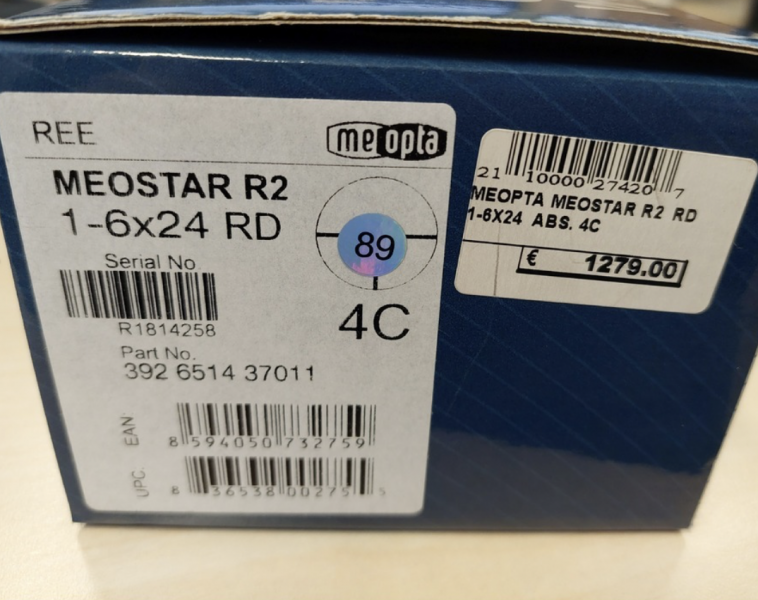 REE
meopta
MEOSTAR R2
1-6x24 RD
89
Serial No
R1814258
4C
Part No.
392 6514 37011
EAN
8 594050 732759
UPC
8 36538 00275 5
21 10000 27420 7
MEOPTA MEOSTAR R2 RD
1-6X24 ABS. 4C
€ 1279.00